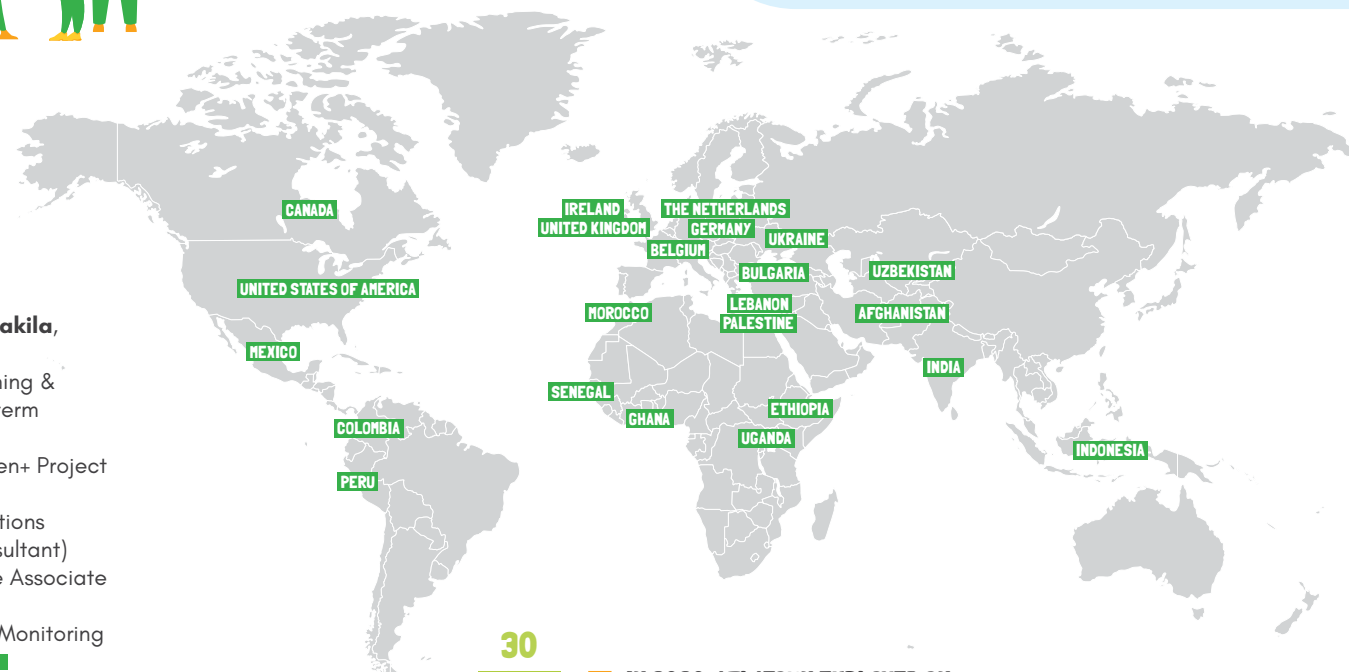 akila,
ning &
term
en+ Project
tions
sultant)
e Associate
Monitoring
CANADA
UNITED STATES OF AMERICA
MEXICO
COLOMBIA
PERU
IRELAND
UNITED KINGDOM
THE NETHERLANDS
GERMANY
BELGIUM
UKRAINE
BULGARIA
UZBEKISTAN
MOROCCO
LEBANON
PALESTINE
AFGHANISTAN
INDIA
SENEGAL
GHANA
ETHIOPIA
UGANDA
INDONESIA
30